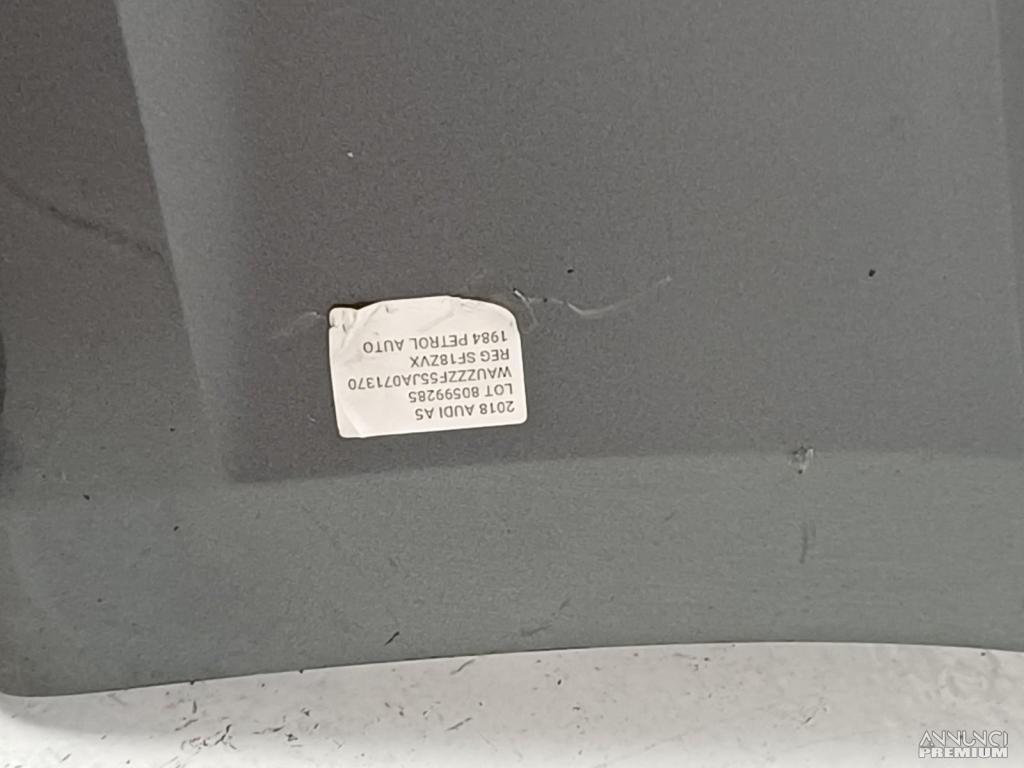 2018 AUDI A5
LOT 80599285
WAUZZZF55JA071370
REG SF18ZVX
1984 PETROL AUTO
ANNUNCI
PREMIUM